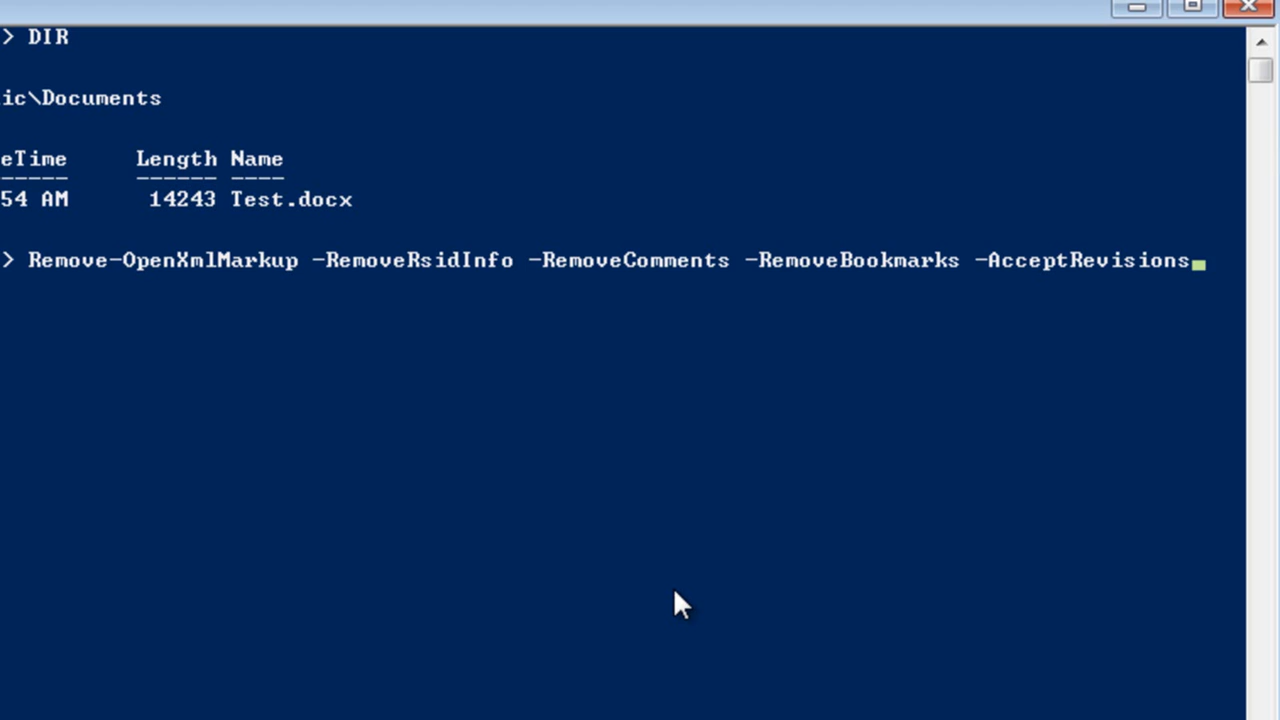 > DIR
ic\Documents
eTime Length Name
----- ------ ----
54 AM 14243 Test.docx
> Remove-OpenXmlMarkup -RemoveRsidInfo -RemoveComments -RemoveBookmarks -AcceptRevisions